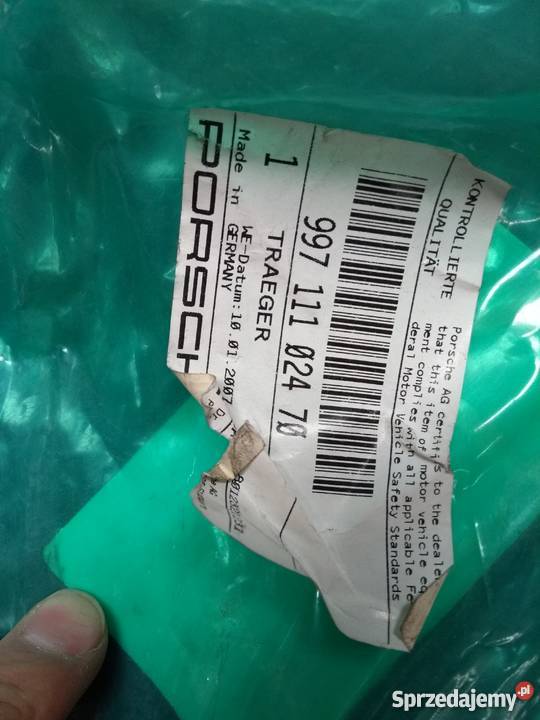 KONTROLLIERTE
QUALITÄT
Porsche AG certifis to the dealer
that this item of motor vehicle eq
ment complies with all applicable Fe
deral Motor Vehicle Safety Standards
997 111 024 70
1 TRAEGER
Made in WE-Datum:10.01.2007
GERMANY
PORSCH
Sprzedajemy.pl